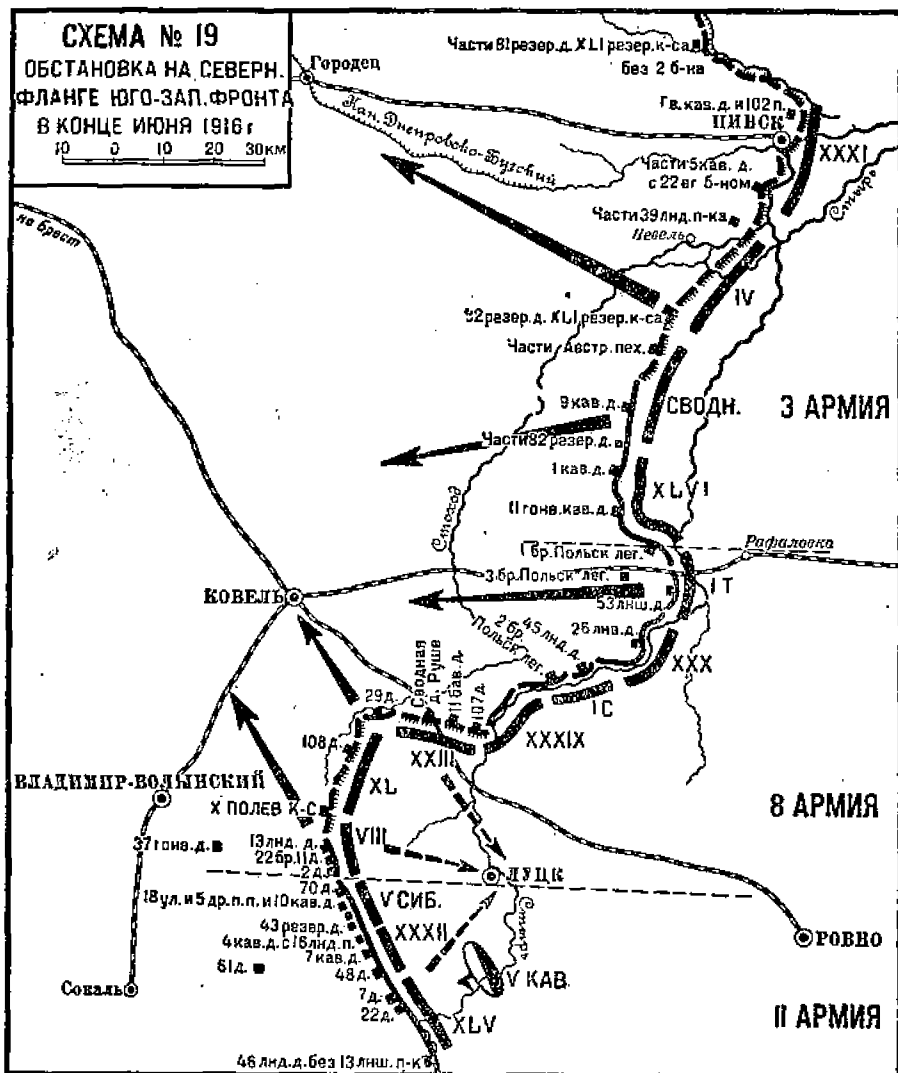 СХЕМА № 19
ОБСТАНОВКА НА СЕВЕРН.
ФЛАНГЕ ЮГО-ЗАП. ФРОНТА
В КОНЦЕ ИЮНЯ 1916 г
10 0 10 20 30 КМ
Части 81 резер. д. XLI резер. к-са
без 2 б-на
Городец
Кан. Днепровско-Бугский
Гв. кав. д. и 102 п.
ПИНСК
XXXI
Части 5 кав. д.
с 22 ег б-ном
Стырь
Части 39 лнд. п-ка
Невель
на Брест
IV
82 резер. д. XLI резер. к-са
Части Австр. пех.
9 кав. д.
СВОДН.
3 АРМИЯ
Части 82 резер. д.
1 кав. д.
XLVI
11 гонв. кав. д.
Стоход
Рафаловка
1 бр. Польск лег.
3 бр. Польск лег.
I Т
КОВЕЛЬ
53 лнш. д.
26 лнв. д.
45 лнд. д.
2 бр.
Польск лег.
XXX
I С
Сводная
д. Руше
11 бав. д.
107 д.
29 д.
XXXIX
108 д.
XXIII
XL
ВЛАДИМИР-ВОЛЫНСКИЙ
X ПОЛЕВ К-С.
8 АРМИЯ
VIII
37 гонв. д.
13 лнд. д.
22 бр. 11 д.
2 д.
70 д.
ЛУЦК
18 ул. и 5 др. п.п. и 10 кав. д.
V СИБ.
43 резер. д.
XXXII
4 кав. д. с 16 лнд. п.
7 кав. д.
Стырь
РОВНО
61 д.
48 д.
V КАВ.
Сокаль
7 д.
22 д.
XLV
11 АРМИЯ
46 лнд. д. без 13 лнш. п-к